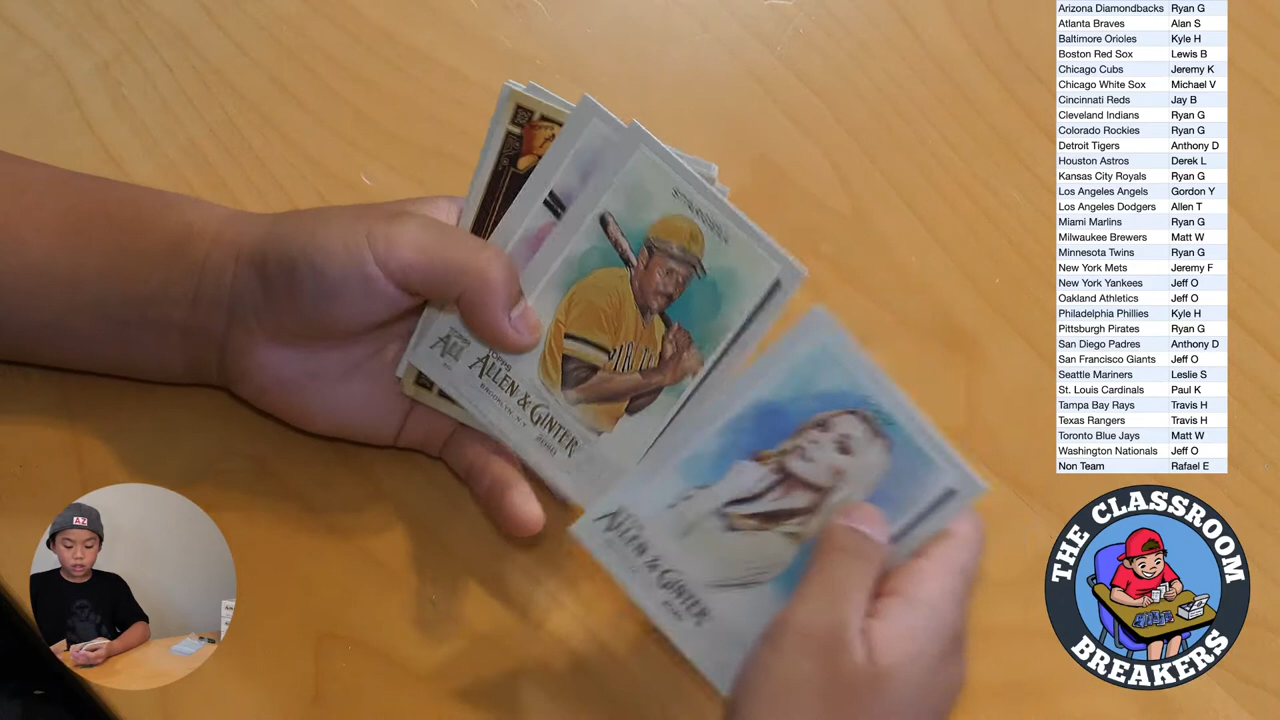 Arizona Diamondbacks Ryan G
Atlanta Braves Alan S
Baltimore Orioles Kyle H
Boston Red Sox Lewis B
Chicago Cubs Jeremy K
Chicago White Sox Michael V
Cincinnati Reds Jay B
Cleveland Indians Ryan G
Colorado Rockies Ryan G
Detroit Tigers Anthony D
Houston Astros Derek L
Kansas City Royals Ryan G
Los Angeles Angels Gordon Y
Los Angeles Dodgers Allen T
Miami Marlins Ryan G
Milwaukee Brewers Matt W
Minnesota Twins Ryan G
New York Mets Jeremy F
New York Yankees Jeff O
Oakland Athletics Jeff O
Philadelphia Phillies Kyle H
Pittsburgh Pirates Ryan G
San Diego Padres Anthony D
San Francisco Giants Jeff O
Seattle Mariners Leslie S
St. Louis Cardinals Paul K
Tampa Bay Rays Travis H
Texas Rangers Travis H
Toronto Blue Jays Matt W
Washington Nationals Jeff O
Non Team Rafael E
TOPPS
ALLEN & GINTER
BROOKLYN, N.Y.
2020
ALLEN & GINTER
AZ
THE CLASSROOM
BREAKERS